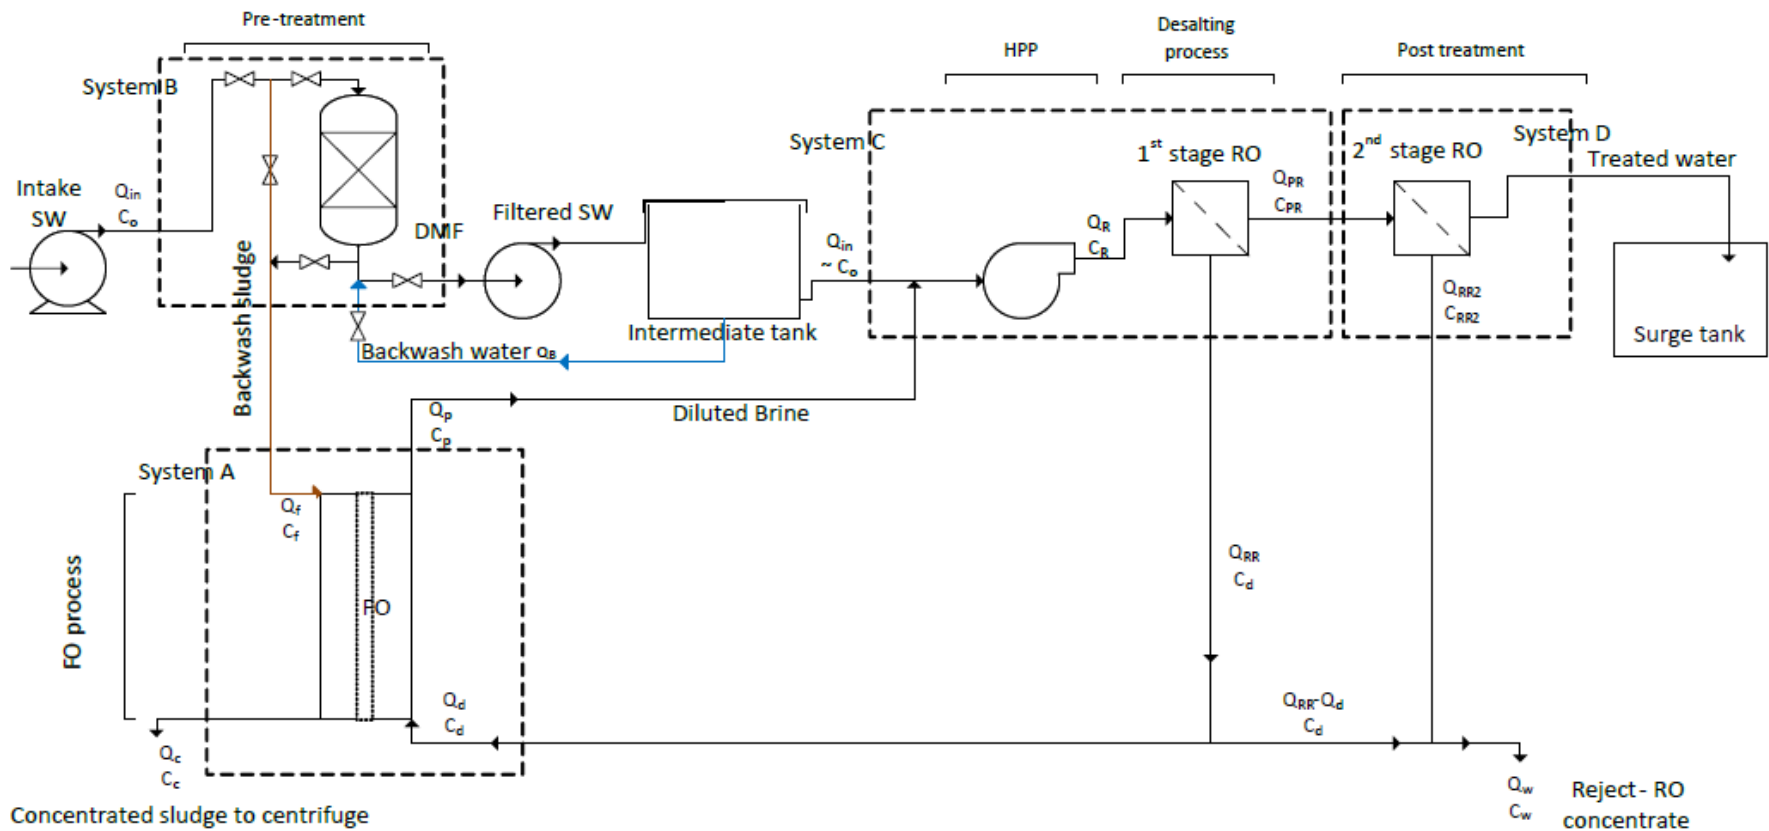 Pre-treatment
Desalting
process
HPP
Post treatment
System B
System C
System D
1st stage RO
2nd stage RO
Treated water
Intake
SW
Qin
Co
Filtered SW
DMF
QPR
CPR
QR
CR
Qin
~ Co
QRR2
CRR2
Intermediate tank
Surge tank
Backwash water QB
Backwash sludge
Qp
Cp
Diluted Brine
System A
Qf
Cf
FO process
FO
QRR
Cd
Qd
Cd
QRR-Qd
Cd
Qc
Cc
Qw
Cw
Reject - RO
concentrate
Concentrated sludge to centrifuge